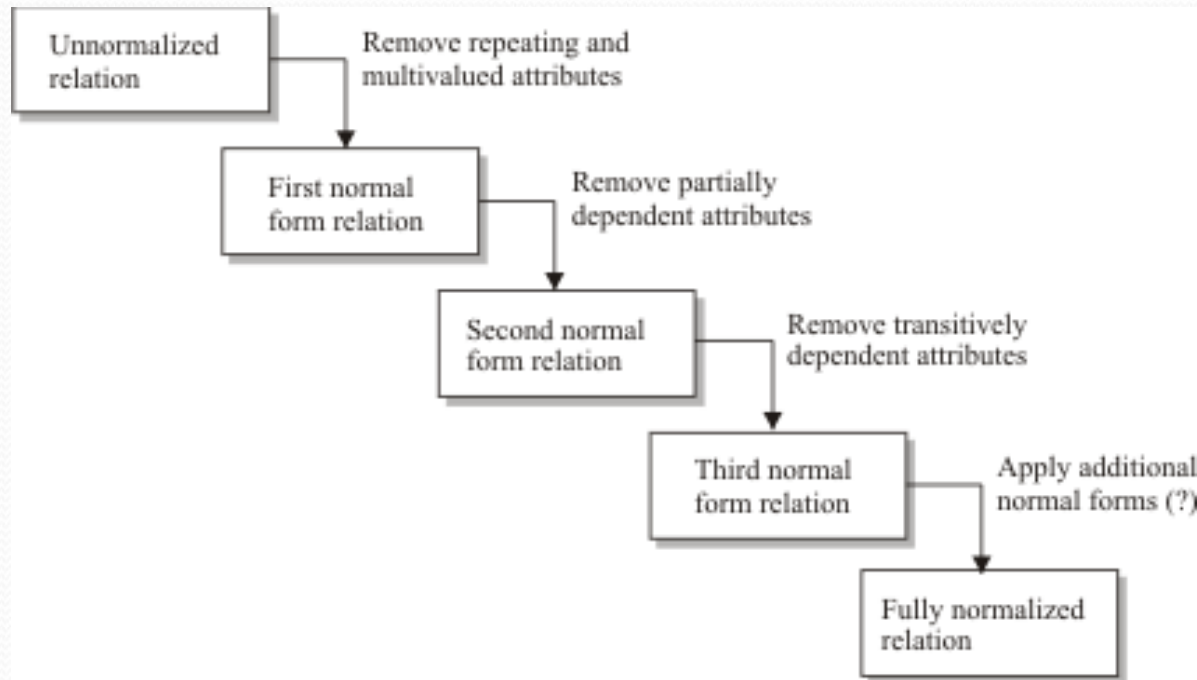 Unnormalized
relation
Remove repeating and
multivalued attributes
First normal
form relation
Remove partially
dependent attributes
Second normal
form relation
Remove transitively
dependent attributes
Third normal
form relation
Apply additional
normal forms (?)
Fully normalized
relation